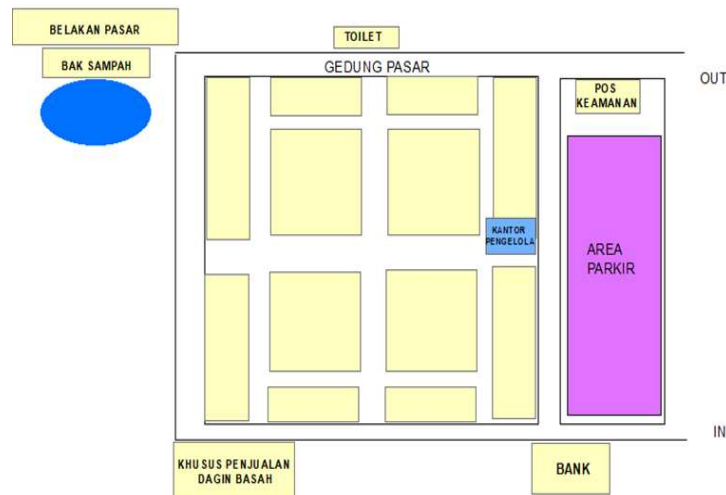 BELAKAN PASAR
TOILET
BAK SAMPAH
GEDUNG PASAR
OUT
POS
KEAMANAN
KANTOR
PENGELOLA
AREA
PARKIR
IN
KHUSUS PENJUALAN
DAGIN BASAH
BANK